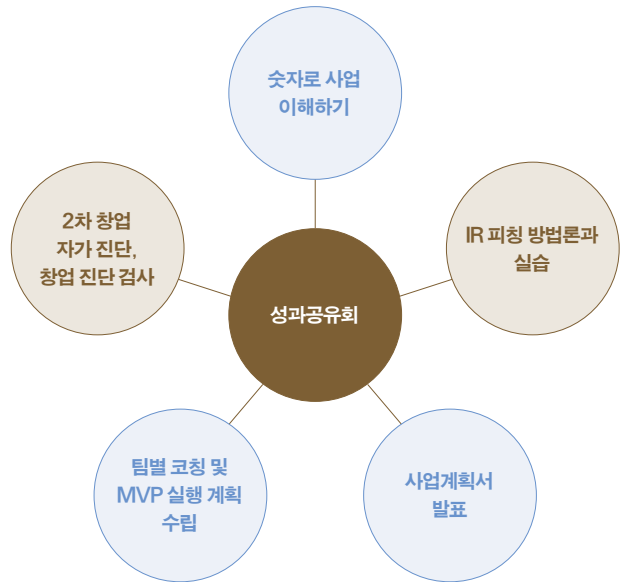 숫자로 사업
이해하기
2차 창업
자가 진단,
창업 진단 검사
IR 피칭 방법론과
실습
성과공유회
팀별 코칭 및
MVP 실행 계획
수립
사업계획서
발표